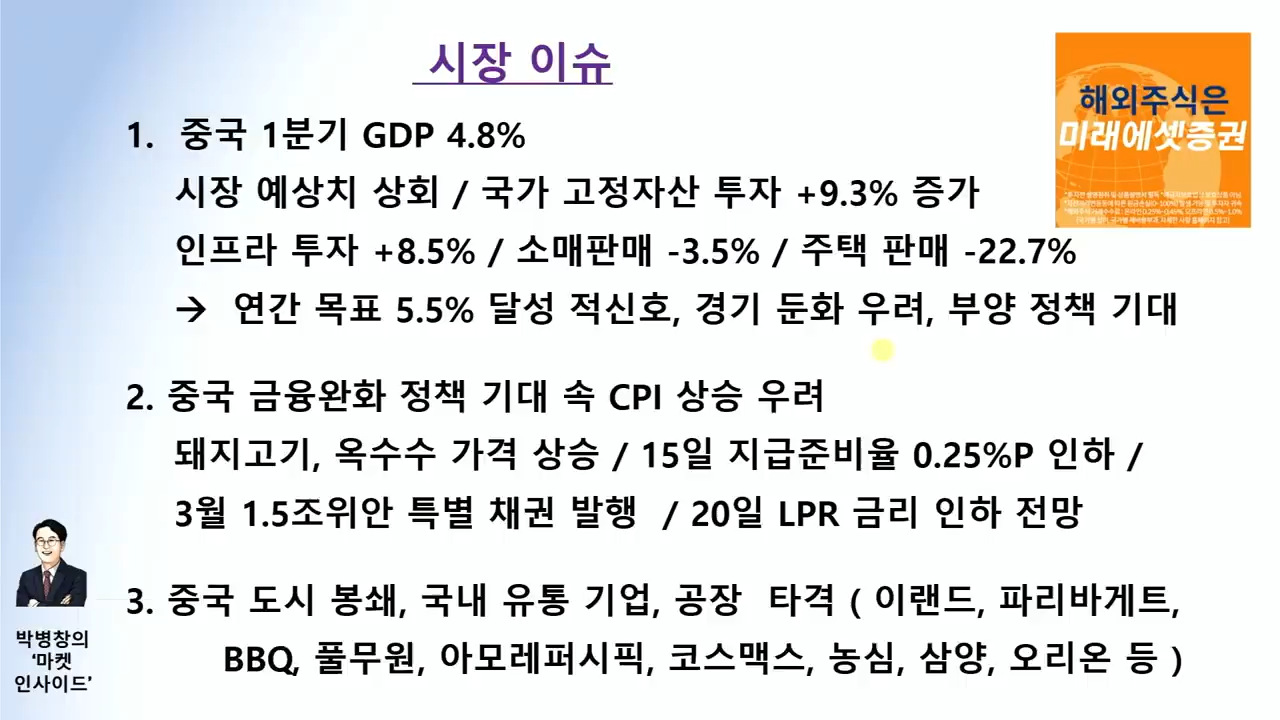 시장 이슈
해외주식은
미래에셋증권
1. 중국 1분기 GDP 4.8%
시장 예상치 상회 / 국가 고정자산 투자 +9.3% 증가
인프라 투자 +8.5% / 소매판매 -3.5% / 주택 판매 -22.7%
→ 연간 목표 5.5% 달성 적신호, 경기 둔화 우려, 부양 정책 기대
2. 중국 금융완화 정책 기대 속 CPI 상승 우려
돼지고기, 옥수수 가격 상승 / 15일 지급준비율 0.25%P 인하 /
3월 1.5조위안 특별 채권 발행 / 20일 LPR 금리 인하 전망
3. 중국 도시 봉쇄, 국내 유통 기업, 공장 타격 ( 이랜드, 파리바게트,
BBQ, 풀무원, 아모레퍼시픽, 코스맥스, 농심, 삼양, 오리온 등 )
박병창의
‘마켓
인사이드’